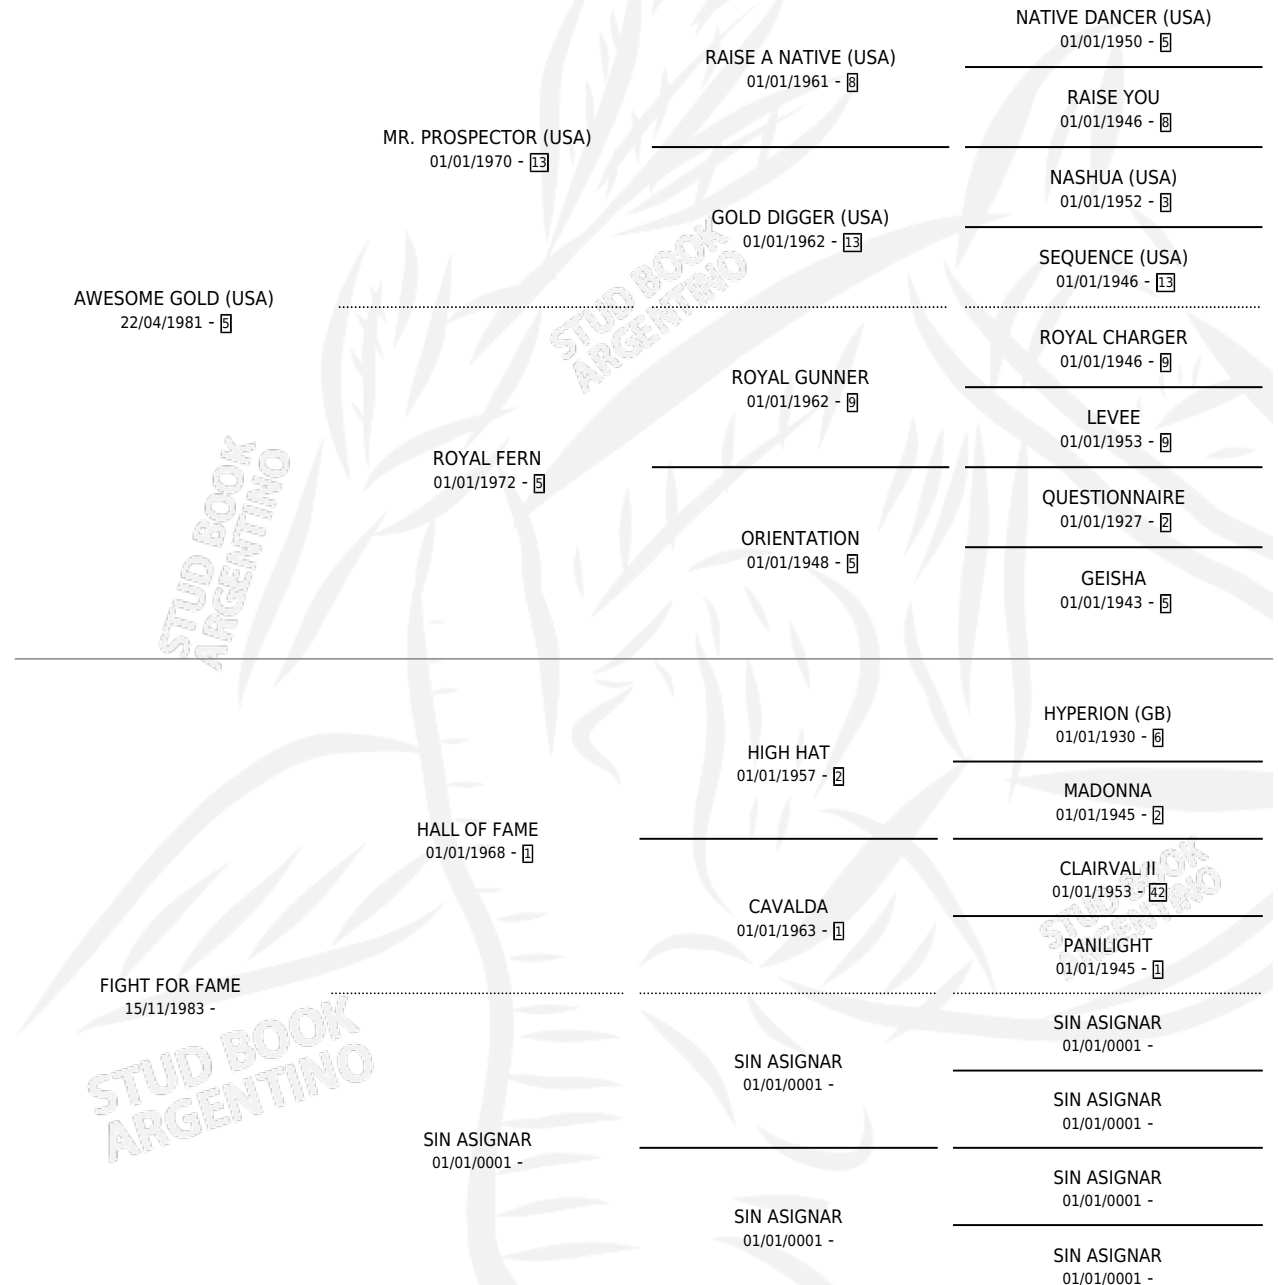 NATIVE DANCER (USA)
01/01/1950 - 5
RAISE A NATIVE (USA)
01/01/1961 - 8
RAISE YOU
01/01/1946 - 8
MR. PROSPECTOR (USA)
01/01/1970 - 13
NASHUA (USA)
01/01/1952 - 3
GOLD DIGGER (USA)
01/01/1962 - 13
SEQUENCE (USA)
01/01/1946 - 13
AWESOME GOLD (USA)
22/04/1981 - 5
ROYAL CHARGER
01/01/1946 - 9
ROYAL GUNNER
01/01/1962 - 9
LEVEE
01/01/1953 - 9
ROYAL FERN
01/01/1972 - 5
QUESTIONNAIRE
01/01/1927 - 2
ORIENTATION
01/01/1948 - 5
GEISHA
01/01/1943 - 5
HYPERION (GB)
01/01/1930 - 6
HIGH HAT
01/01/1957 - 2
MADONNA
01/01/1945 - 2
HALL OF FAME
01/01/1968 - 1
CLAIRVAL II
01/01/1953 - 42
CAVALDA
01/01/1963 - 1
PANILIGHT
01/01/1945 - 1
FIGHT FOR FAME
15/11/1983 -
SIN ASIGNAR
01/01/0001 -
SIN ASIGNAR
01/01/0001 -
SIN ASIGNAR
01/01/0001 -
SIN ASIGNAR
01/01/0001 -
SIN ASIGNAR
01/01/0001 -
SIN ASIGNAR
01/01/0001 -
SIN ASIGNAR
01/01/0001 -
STUD BOOK
ARGENTINO
STUD BOOK
ARGENTINO
STUD BOOK
ARGENTINO
STUD BOOK
ARGENTINO